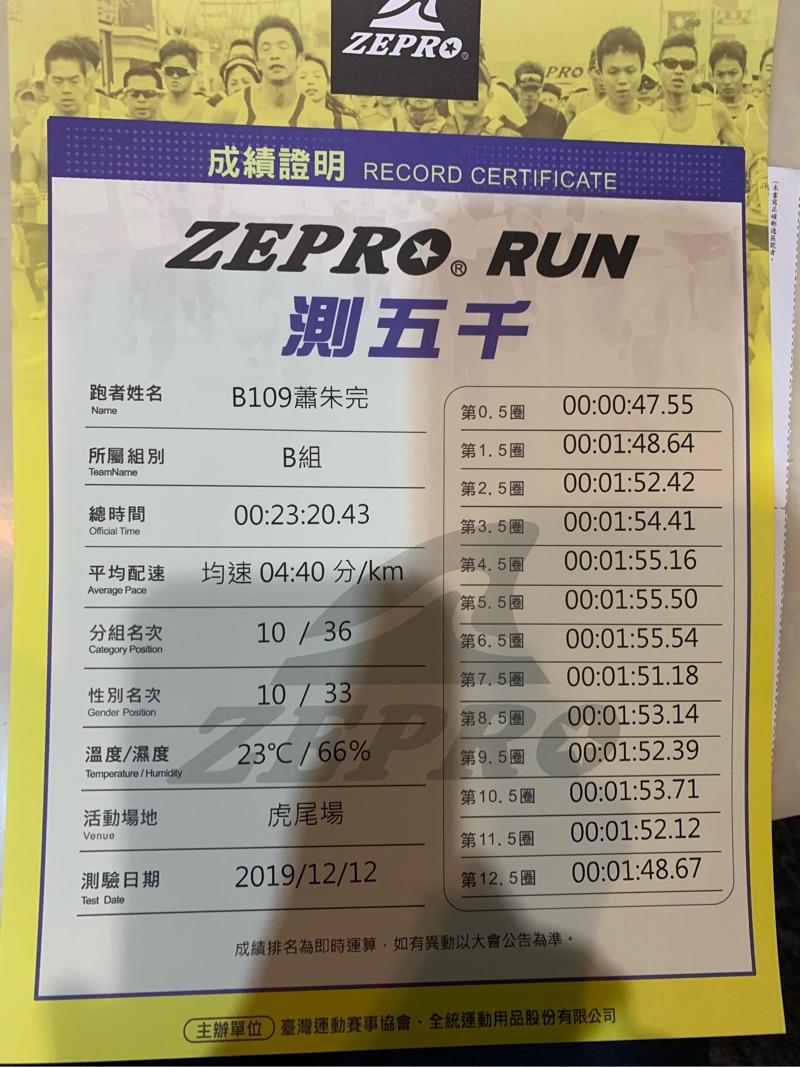 ZEPRO®
成績證明 RECORD CERTIFICATE
ZEPRO® RUN
測五千
跑者姓名 B109蕭朱完
Name
所屬組別 B組
TeamName
總時間 00:23:20.43
Official Time
平均配速 均速 04:40 分/km
Average Pace
分組名次 10 / 36
Category Position
性別名次 10 / 33
Gender Position
溫度/濕度 23℃ / 66%
Temperature / Humidity
活動場地 虎尾場
Venue
測驗日期 2019/12/12
Test Date
第0.5圈 00:00:47.55
第1.5圈 00:01:48.64
第2.5圈 00:01:52.42
第3.5圈 00:01:54.41
第4.5圈 00:01:55.16
第5.5圈 00:01:55.50
第6.5圈 00:01:55.54
第7.5圈 00:01:51.18
第8.5圈 00:01:53.14
第9.5圈 00:01:52.39
第10.5圈 00:01:53.71
第11.5圈 00:01:52.12
第12.5圈 00:01:48.67
ZEPRO
成績排名為即時運算，如有異動以大會公告為準。
主辦單位 臺灣運動賽事協會、全統運動用品股份有限公司